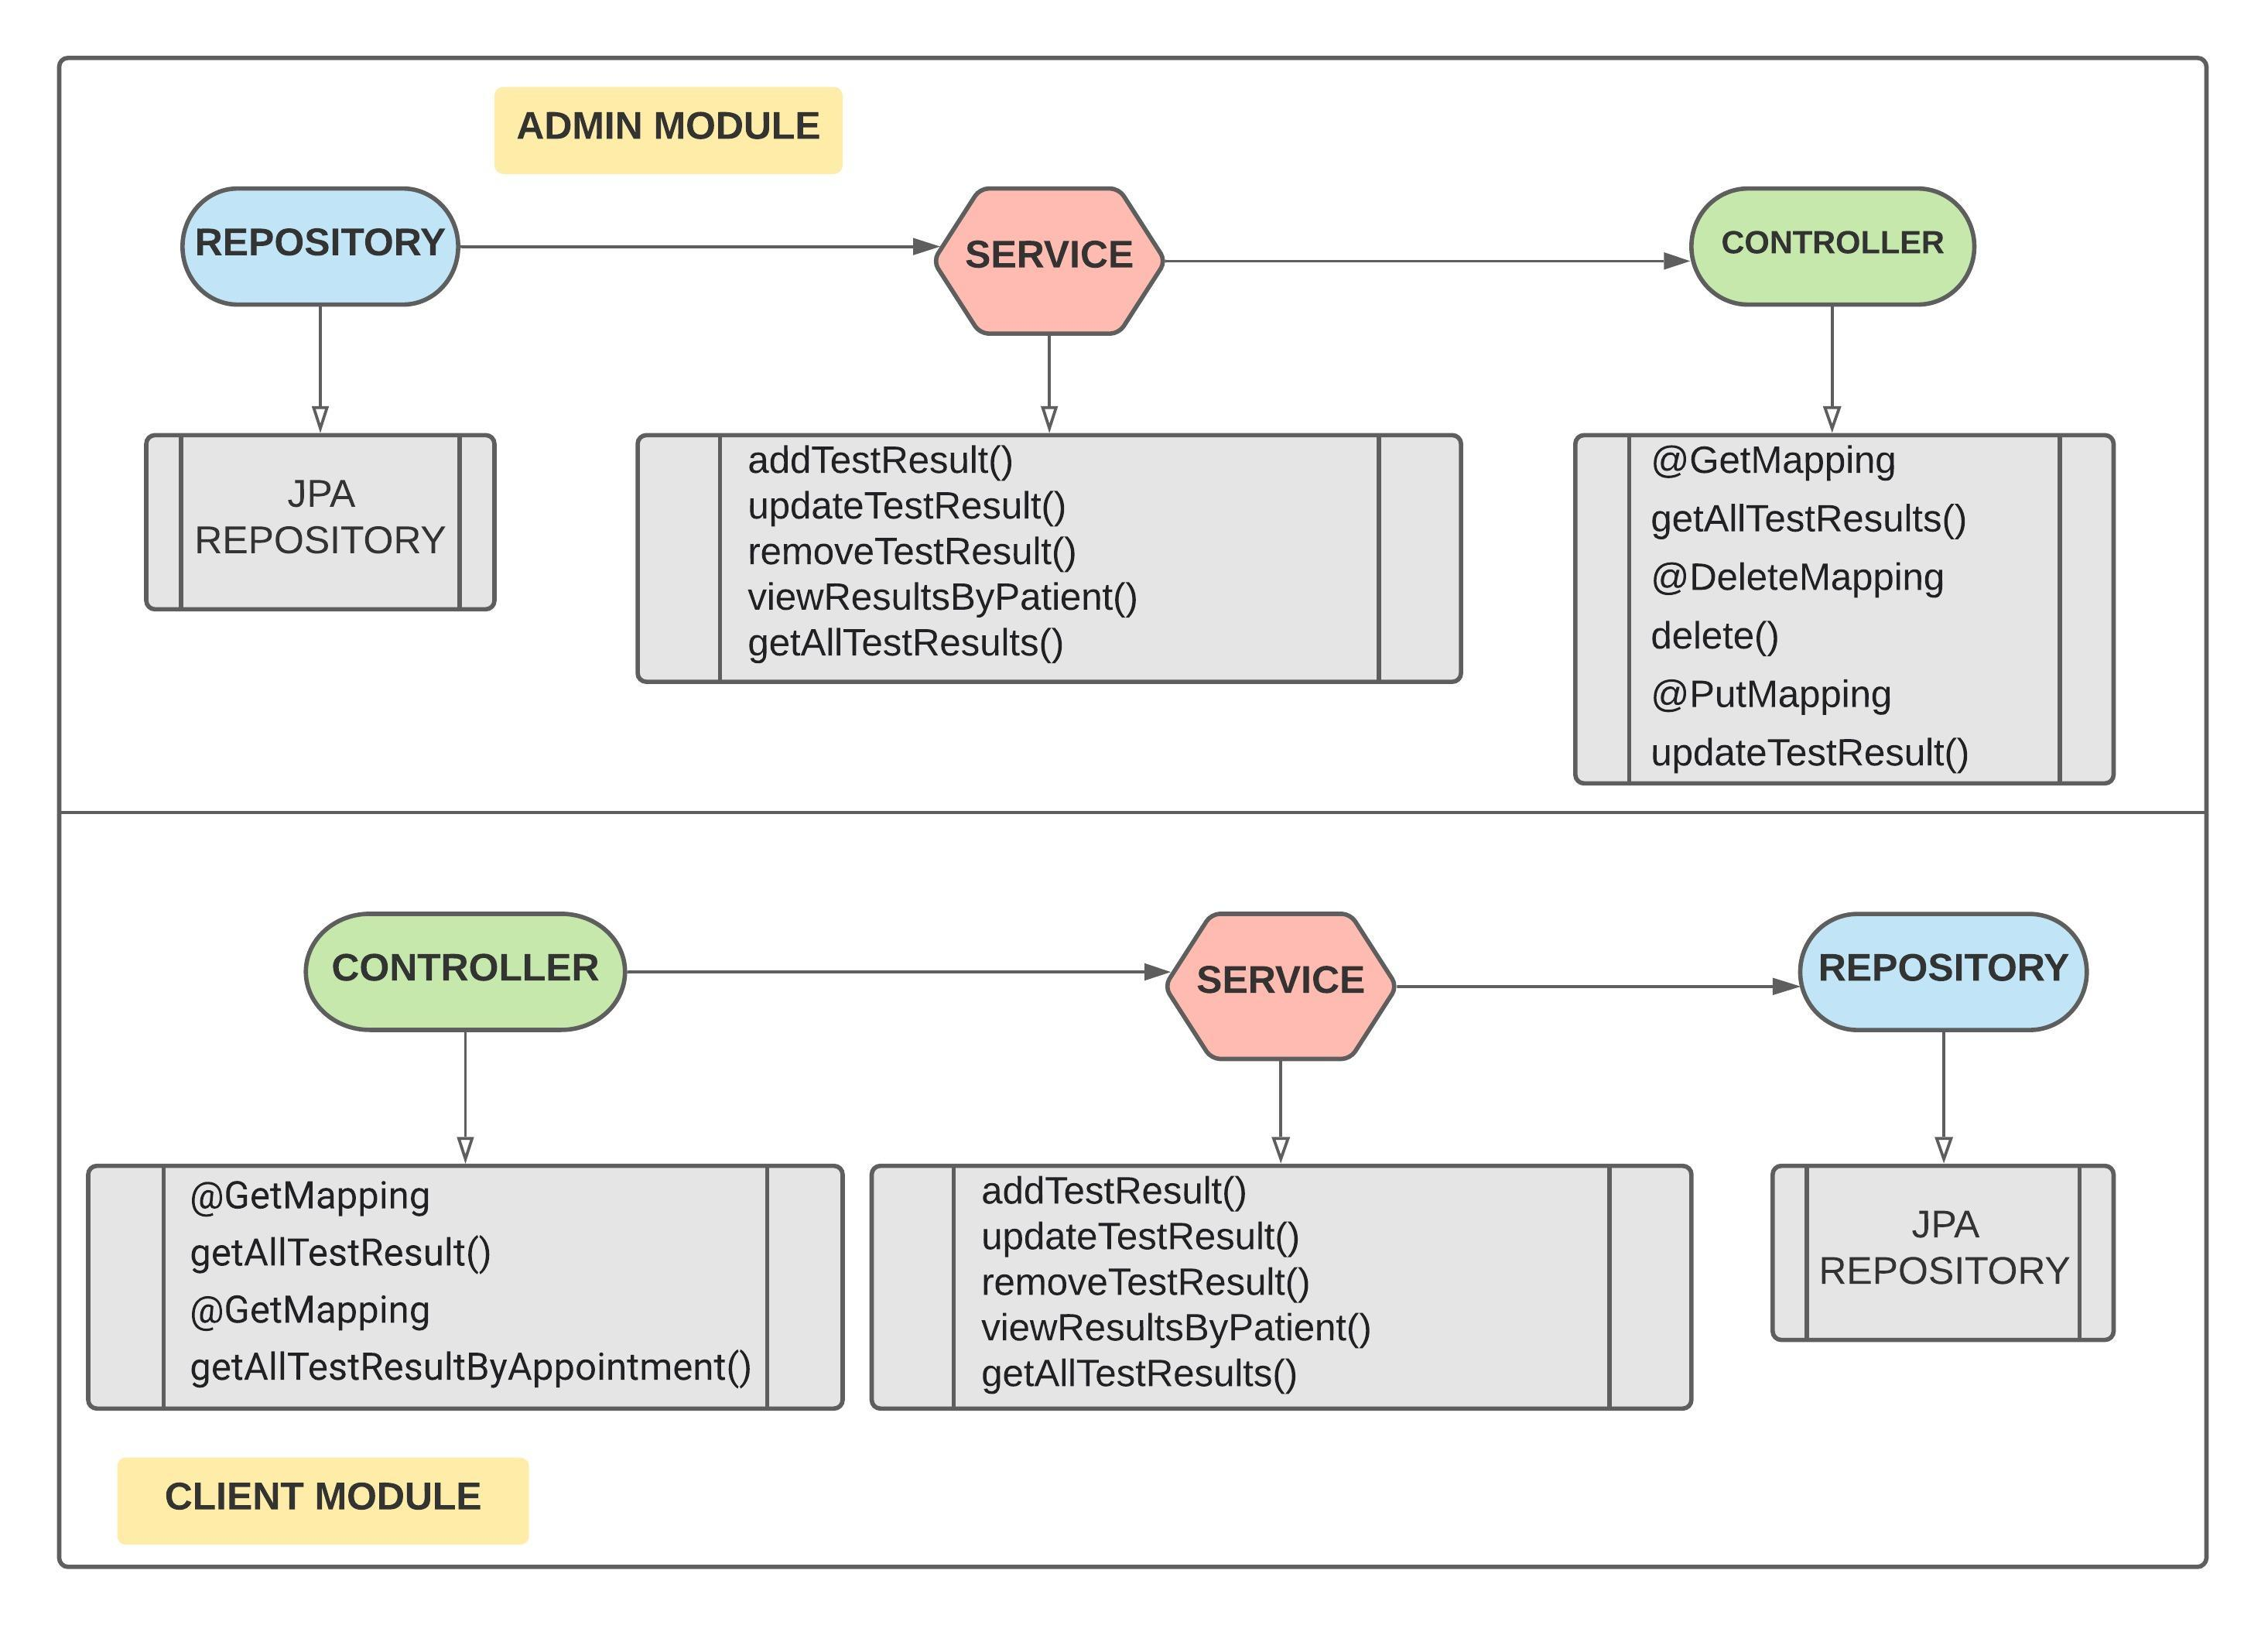 ADMIN MODULE
REPOSITORY
SERVICE
CONTROLLER
JPA
REPOSITORY
addTestResult()
updateTestResult()
removeTestResult()
viewResultsByPatient()
getAllTestResults()
@GetMapping
getAllTestResults()
@DeleteMapping
delete()
@PutMapping
updateTestResult()
CONTROLLER
SERVICE
REPOSITORY
@GetMapping
getAllTestResult()
@GetMapping
getAllTestResultByAppointment()
addTestResult()
updateTestResult()
removeTestResult()
viewResultsByPatient()
getAllTestResults()
JPA
REPOSITORY
CLIENT MODULE